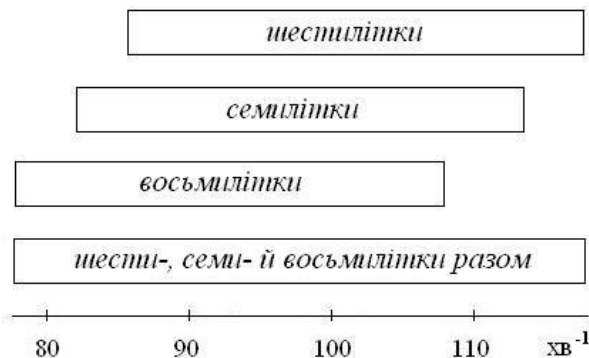 шестилітки
семилітки
восьмилітки
шести-, семи- й восьмилітки разом
80 90 100 110 хв⁻¹